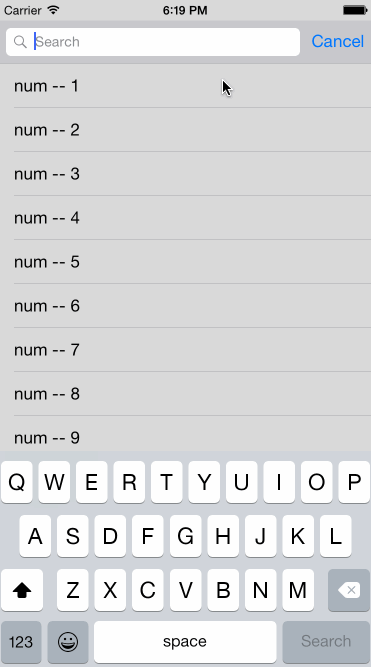 Carrier 6:19 PM
Search Cancel
num -- 1
num -- 2
num -- 3
num -- 4
num -- 5
num -- 6
num -- 7
num -- 8
num -- 9
Q W E R T Y U I O P
A S D F G H J K L
Z X C V B N M
123 space Search